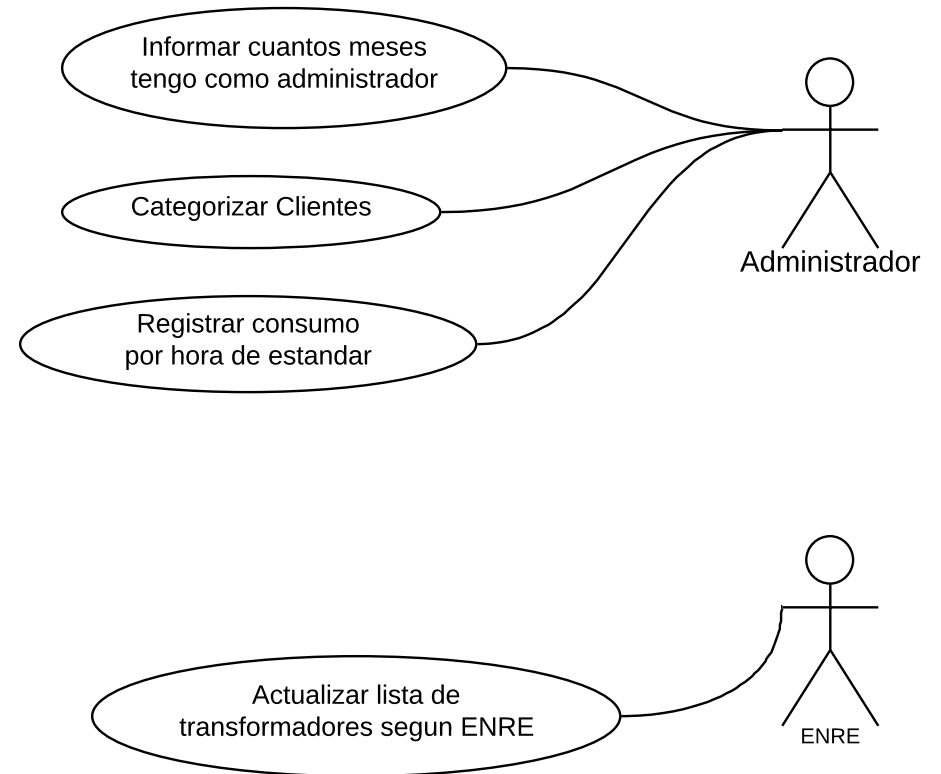 Informar cuantos meses
tengo como administrador
Categorizar Clientes
Administrador
Registrar consumo
por hora de estandar
Actualizar lista de
transformadores segun ENRE
ENRE